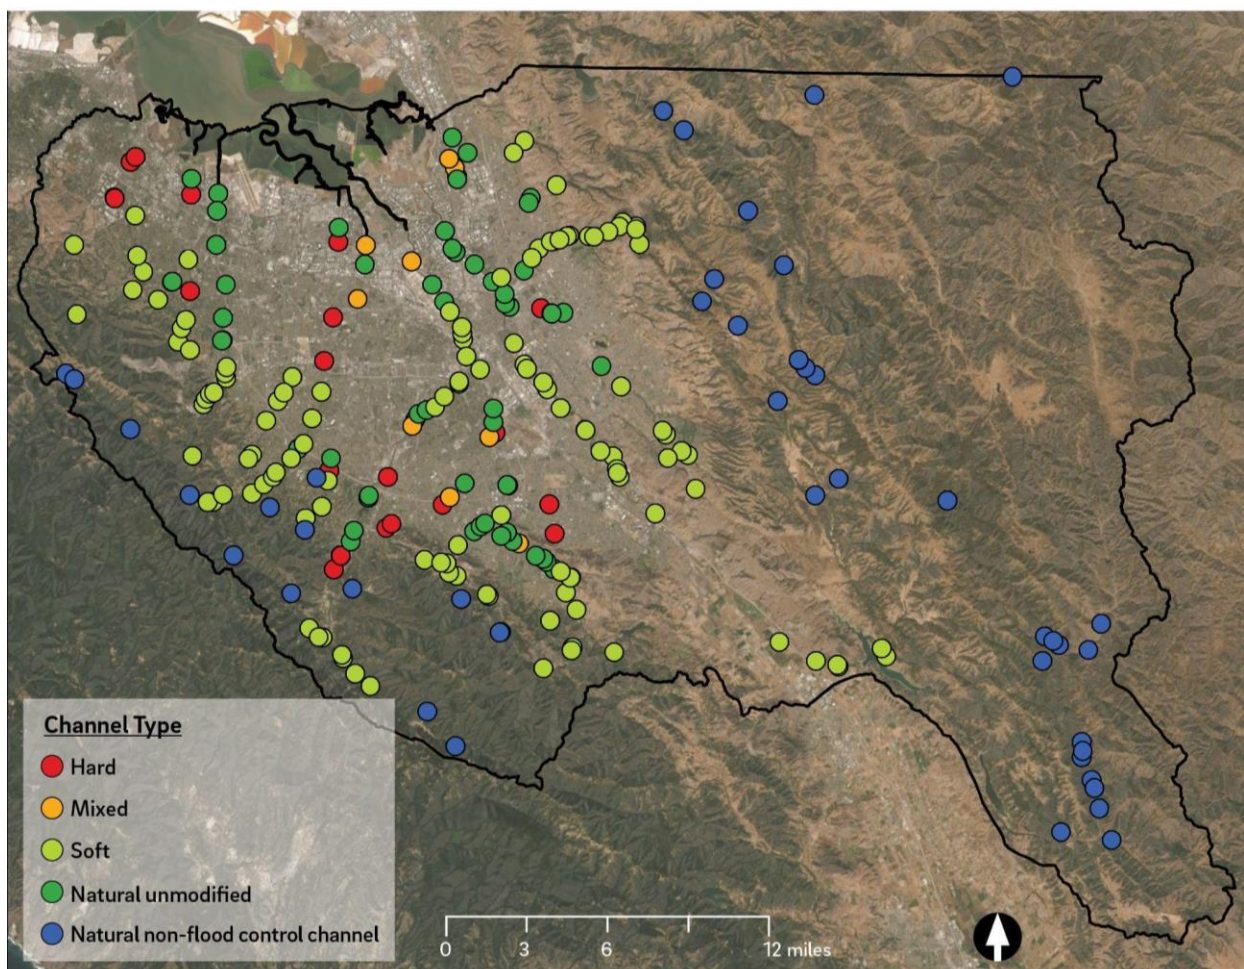 Channel Type
Hard
Mixed
Soft
Natural unmodified
Natural non-flood control channel
0 3 6 12 miles